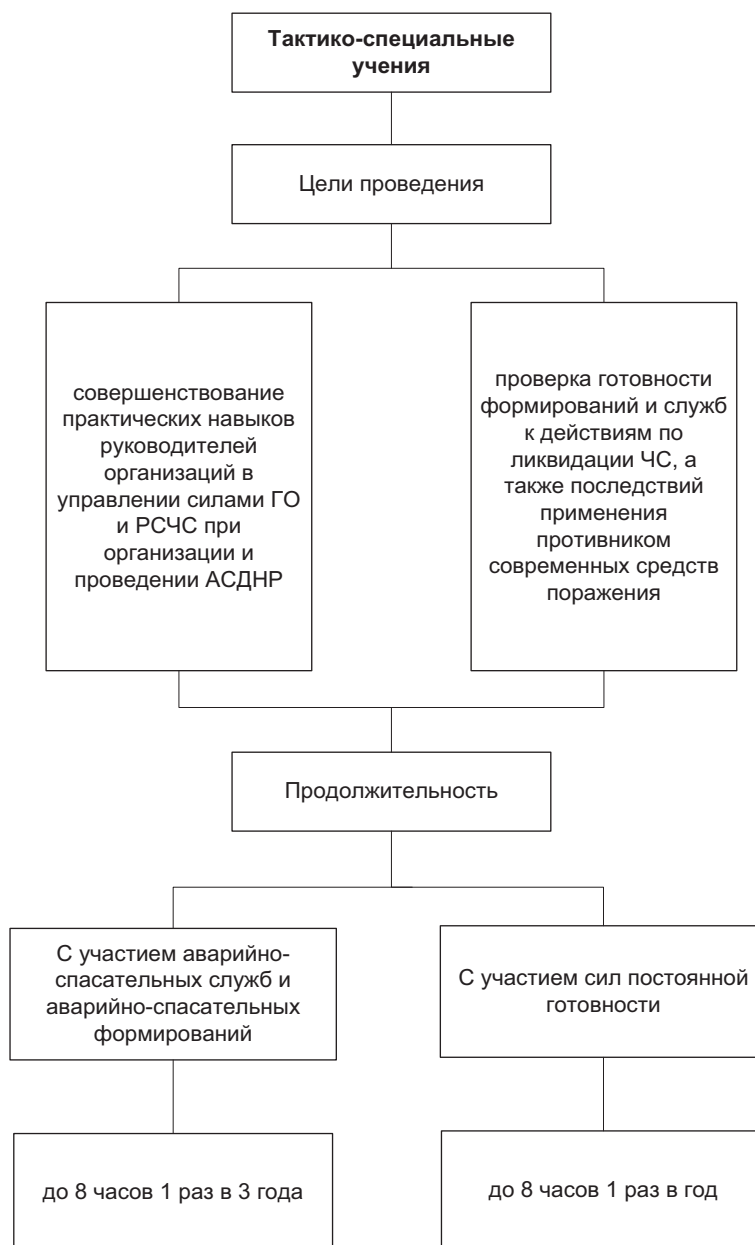 Тактико-специальные
учения
Цели проведения
совершенствование
практических навыков
руководителей
организаций в
управлении силами ГО
и РСЧС при
организации и
проведении АСДНР
проверка готовности
формирований и служб
к действиям по
ликвидации ЧС, а
также последствий
применения
противником
современных средств
поражения
Продолжительность
С участием аварийно-
спасательных служб и
аварийно-спасательных
формирований
С участием сил постоянной
готовности
до 8 часов 1 раз в 3 года
до 8 часов 1 раз в год